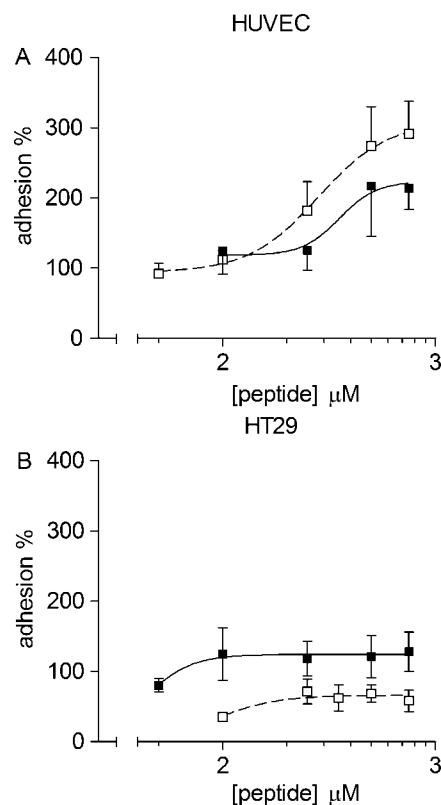 HUVEC
A
400
300
200
100
0
adhesion %
2
3
[peptide] µM
HT29
B
400
300
200
100
0
adhesion %
2
3
[peptide] µM